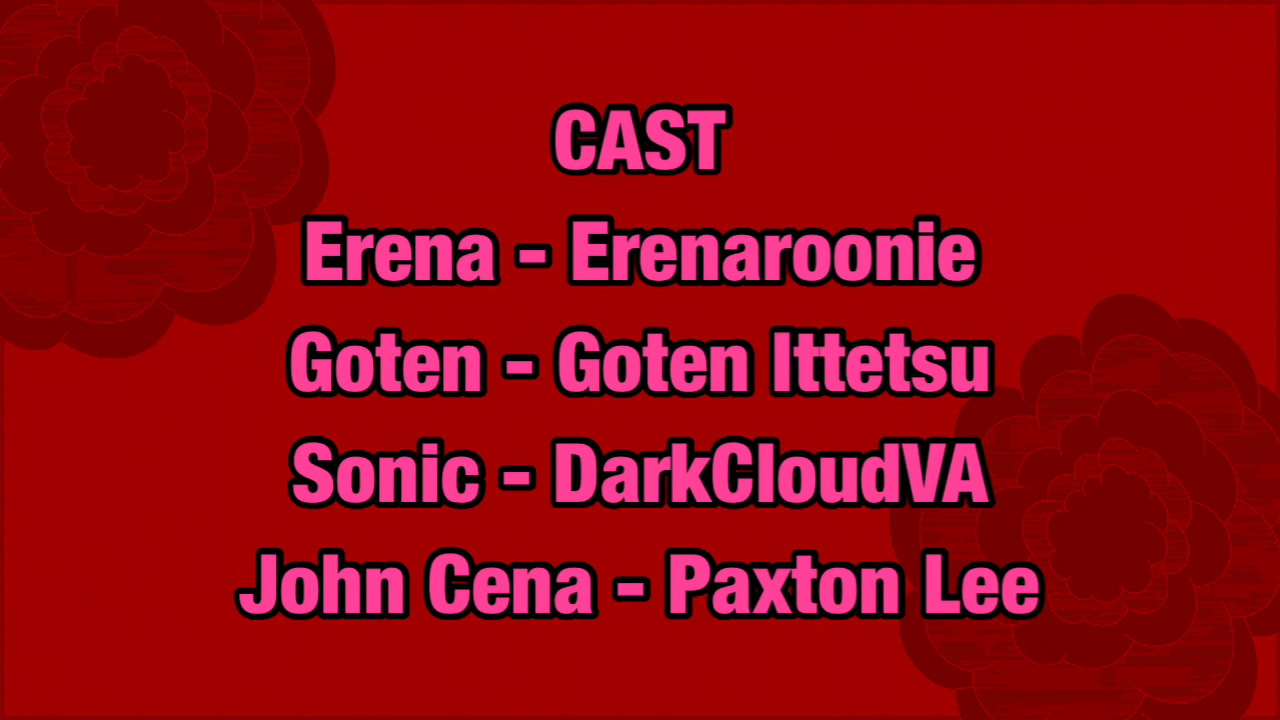 CAST
Erena - Erenaroonie
Goten - Goten Ittetsu
Sonic - DarkCloudVA
John Cena - Paxton Lee